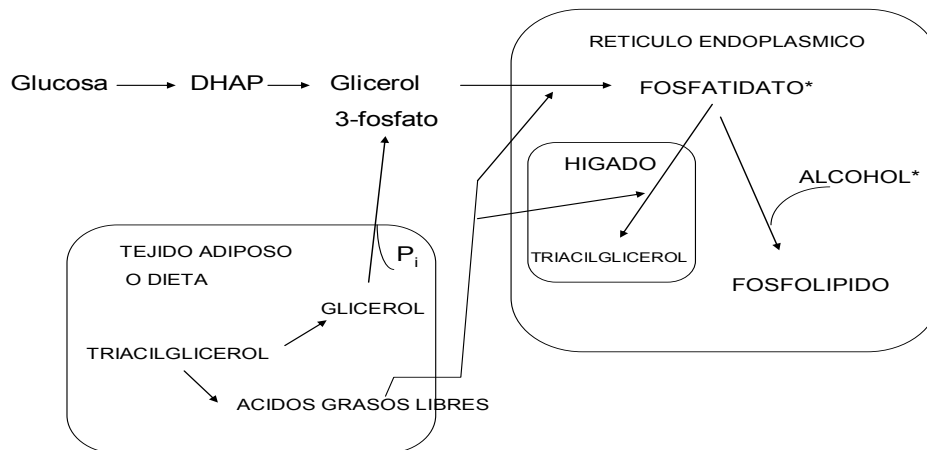 RETICULO ENDOPLASMICO
Glucosa
DHAP
Glicerol
3-fosfato
FOSFATIDATO*
HIGADO
ALCOHOL*
TRIACILGLICEROL
FOSFOLIPIDO
TEJIDO ADIPOSO
O DIETA
Pi
GLICEROL
TRIACILGLICEROL
ACIDOS GRASOS LIBRES